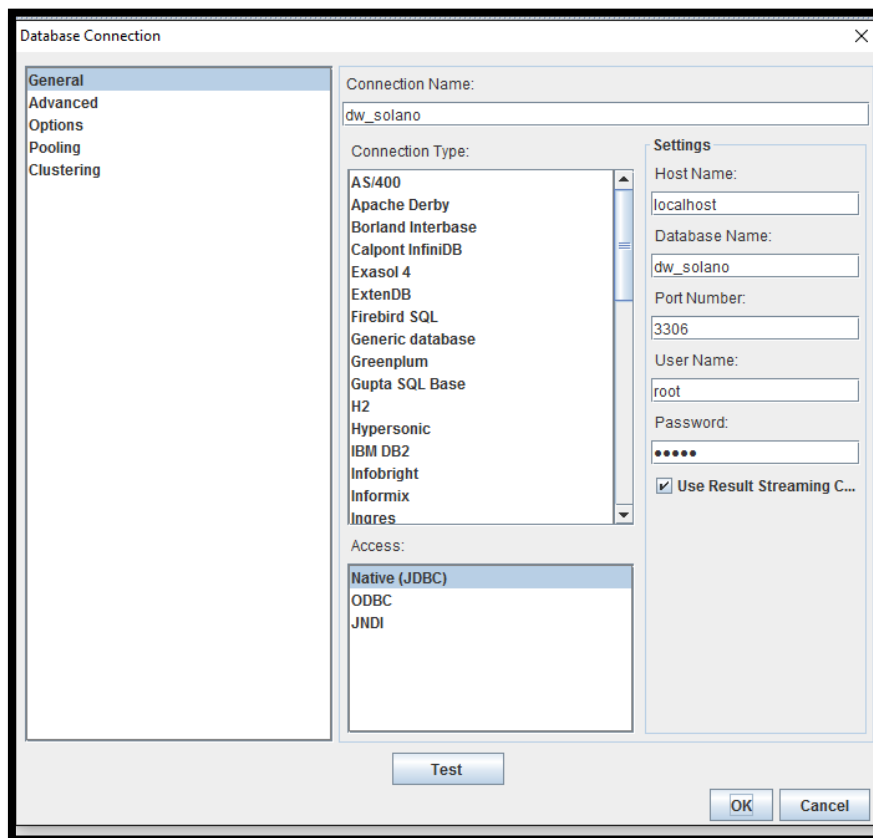 Database Connection
General
Advanced
Options
Pooling
Clustering
Connection Name:
dw_solano
Connection Type:
AS/400
Apache Derby
Borland Interbase
Calpont InfiniDB
Exasol 4
ExtenDB
Firebird SQL
Generic database
Greenplum
Gupta SQL Base
H2
Hypersonic
IBM DB2
Infobright
Informix
Ingres
Access:
Native (JDBC)
ODBC
JNDI
Settings
Host Name:
localhost
Database Name:
dw_solano
Port Number:
3306
User Name:
root
Password:
●●●●●
Use Result Streaming C...
Test
OK
Cancel